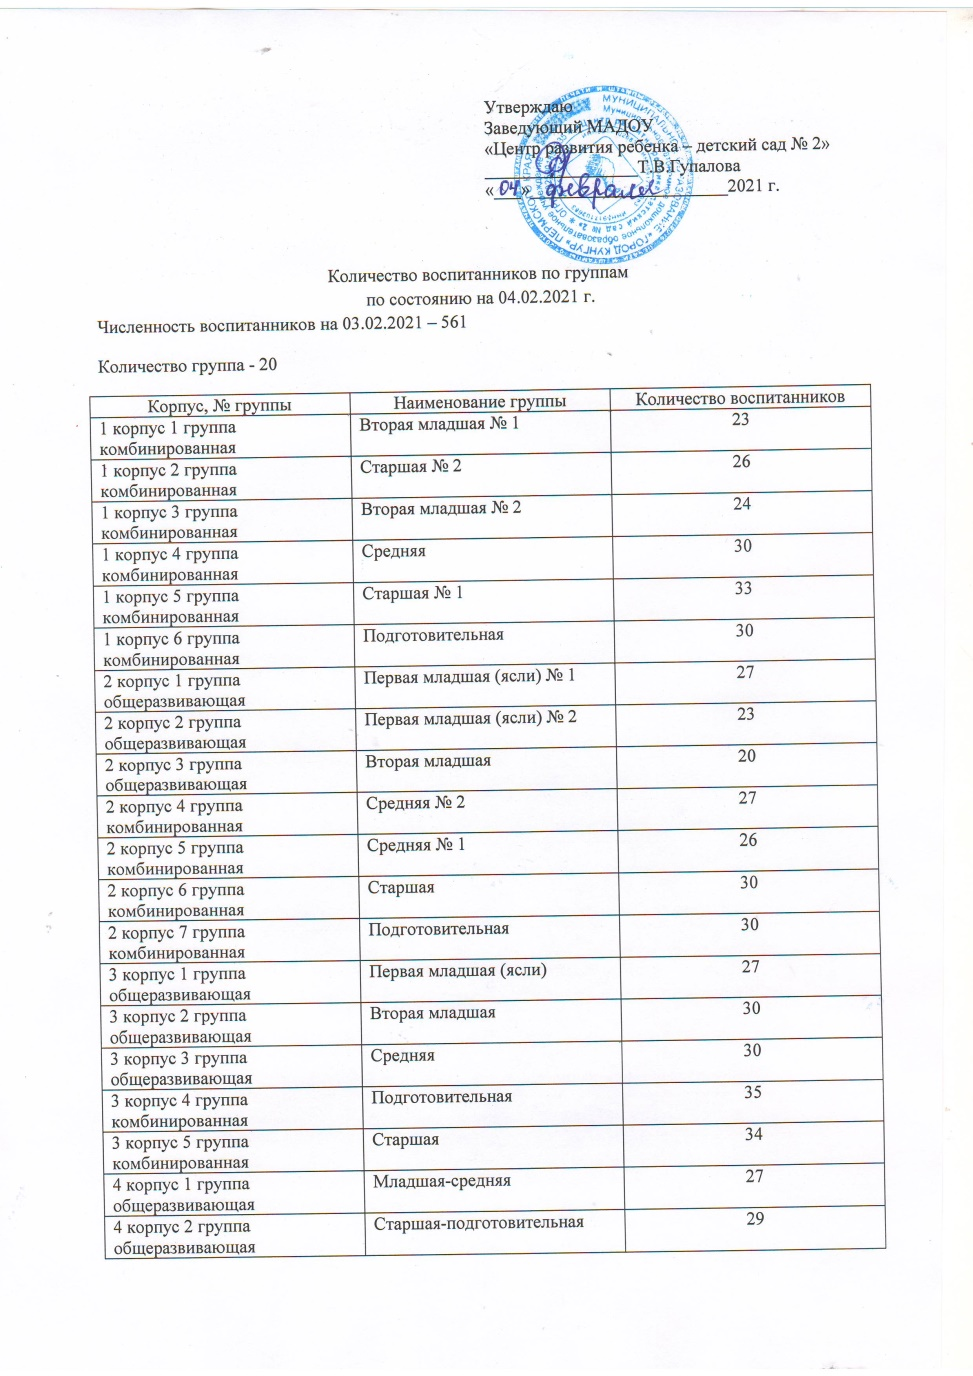 Утверждаю
Заведующий МАДОУ
«Центр развития ребенка – детский сад № 2»
Т.В.Гупалова
« 04 » февраля 2021 г.
Количество воспитанников по группам
по состоянию на 04.02.2021 г.
Численность воспитанников на 03.02.2021 – 561
Количество группа - 20
Корпус, № группы Наименование группы Количество воспитанников
1 корпус 1 группа Вторая младшая № 1 23
комбинированная
1 корпус 2 группа Старшая № 2 26
комбинированная
1 корпус 3 группа Вторая младшая № 2 24
комбинированная
1 корпус 4 группа Средняя 30
комбинированная
1 корпус 5 группа Старшая № 1 33
комбинированная
1 корпус 6 группа Подготовительная 30
комбинированная
2 корпус 1 группа Первая младшая (ясли) № 1 27
общеразвивающая
2 корпус 2 группа Первая младшая (ясли) № 2 23
общеразвивающая
2 корпус 3 группа Вторая младшая 20
общеразвивающая
2 корпус 4 группа Средняя № 2 27
комбинированная
2 корпус 5 группа Средняя № 1 26
комбинированная
2 корпус 6 группа Старшая 30
комбинированная
2 корпус 7 группа Подготовительная 30
комбинированная
3 корпус 1 группа Первая младшая (ясли) 27
общеразвивающая
3 корпус 2 группа Вторая младшая 30
общеразвивающая
3 корпус 3 группа Средняя 30
общеразвивающая
3 корпус 4 группа Подготовительная 35
комбинированная
3 корпус 5 группа Старшая 34
комбинированная
4 корпус 1 группа Младшая-средняя 27
общеразвивающая
4 корпус 2 группа Старшая-подготовительная 29
общеразвивающая